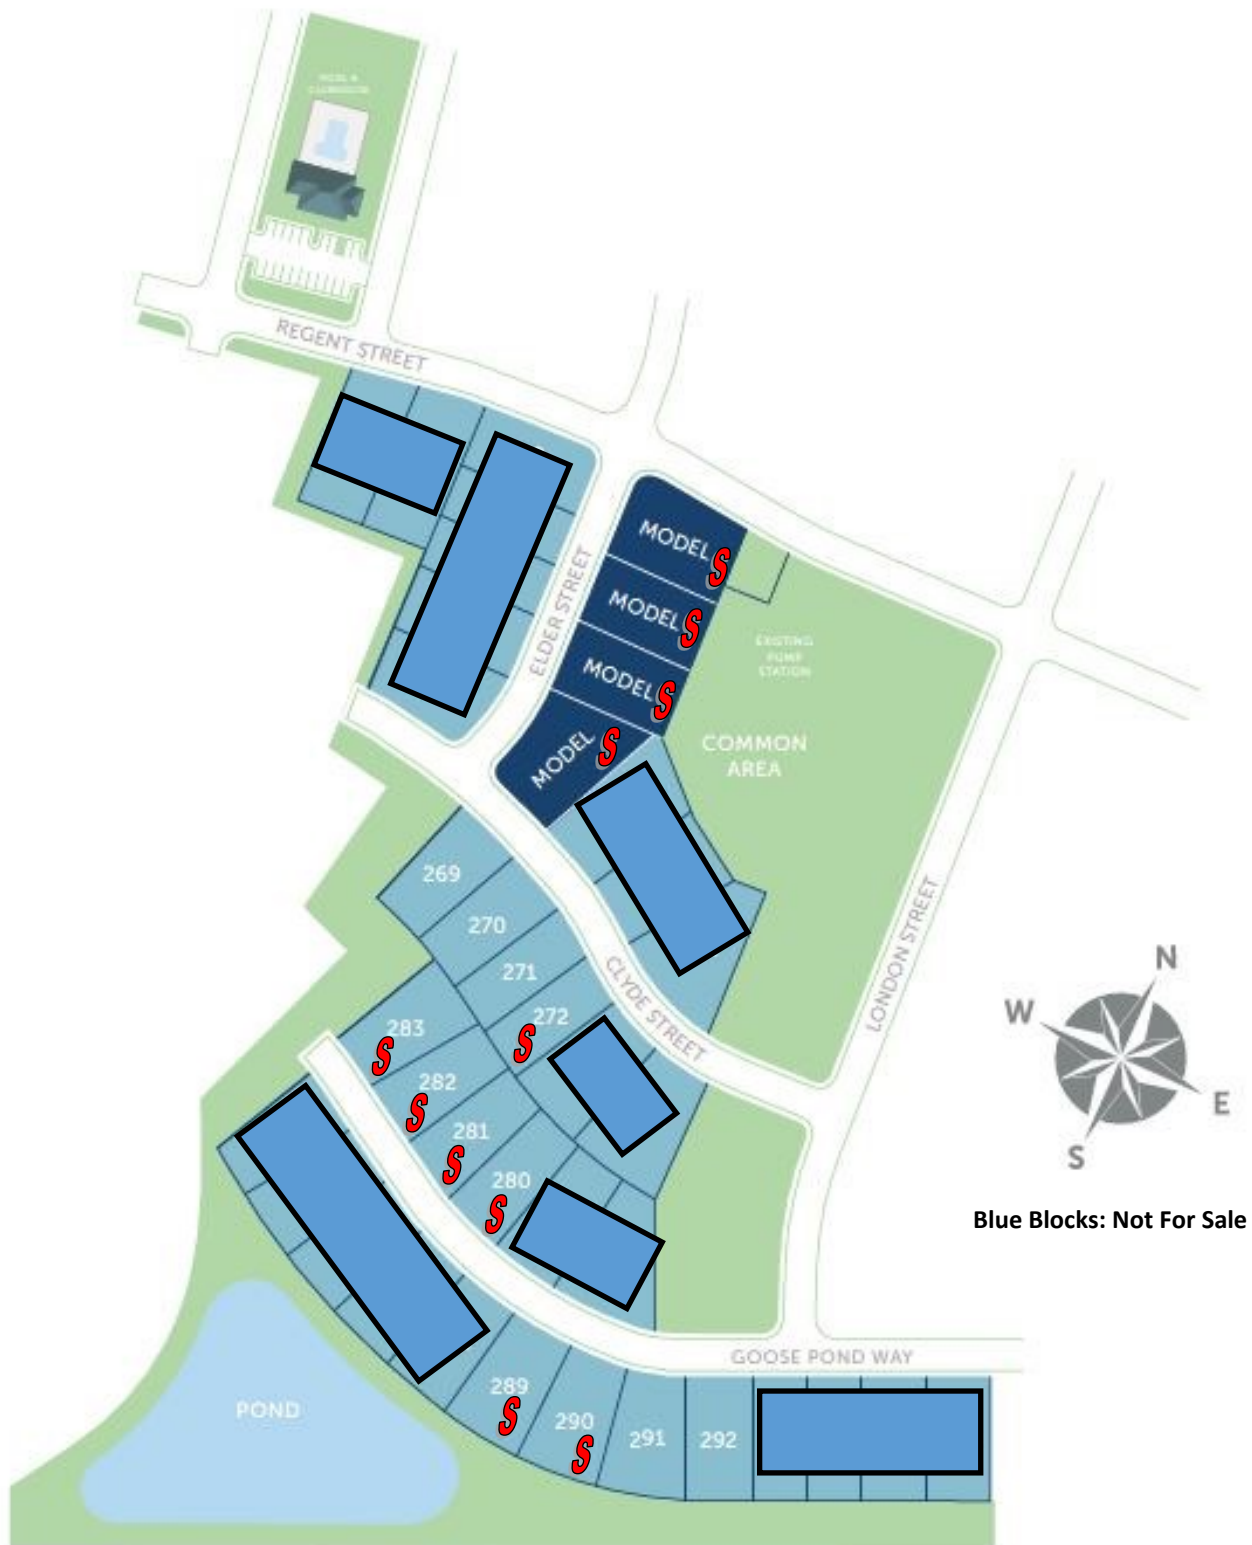 POOL &
CLUBHOUSE
REGENT STREET
ELDER STREET
MODEL S
MODEL S
MODEL S
MODEL S
EXISTING
PUMP
STATION
COMMON
AREA
269
270
271
272
S
CLYDE STREET
LONDON STREET
N
W
E
S
283
S
282
S
281
S
280
S
Blue Blocks: Not For Sale
GOOSE POND WAY
POND
289
S
290
S
291
292